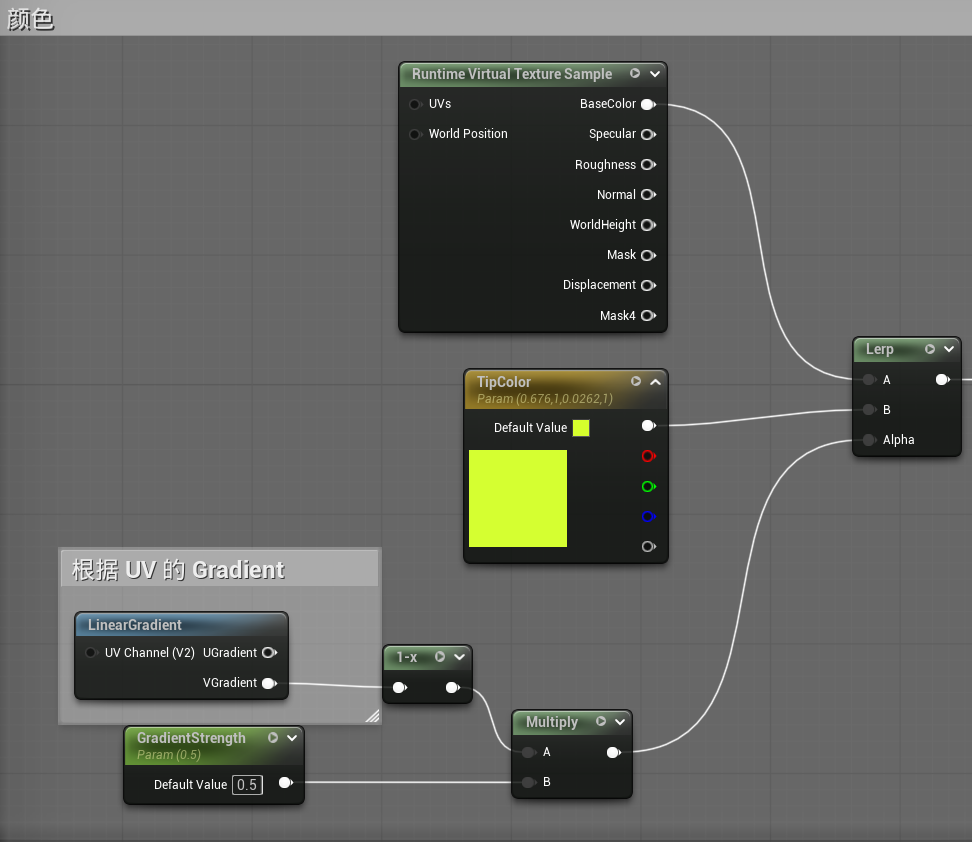 颜色
Runtime Virtual Texture Sample
UVs
BaseColor
World Position
Specular
Roughness
Normal
WorldHeight
Mask
Displacement
Mask4
Lerp
A
B
Alpha
TipColor
Param (0.676,1,0.0262,1)
Default Value
根据 UV 的 Gradient
LinearGradient
UV Channel (V2)
UGradient
VGradient
1-x
GradientStrength
Param (0.5)
Default Value 0.5
Multiply
A
B